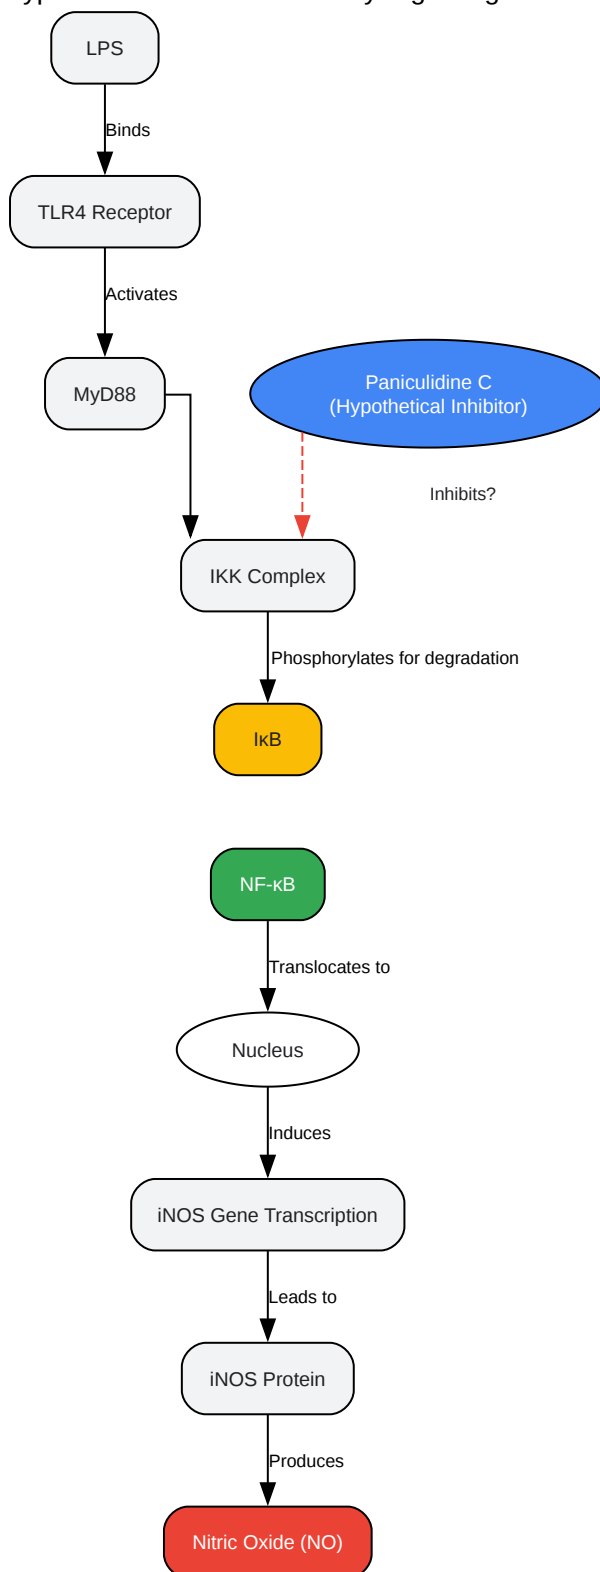 LPS
Binds
TLR4 Receptor
Activates
MyD88
Paniculidine C
(Hypothetical Inhibitor)
Inhibits?
IKK Complex
Phosphorylates for degradation
IκB
NF-κB
Translocates to
Nucleus
Induces
iNOS Gene Transcription
Leads to
iNOS Protein
Produces
Nitric Oxide (NO)